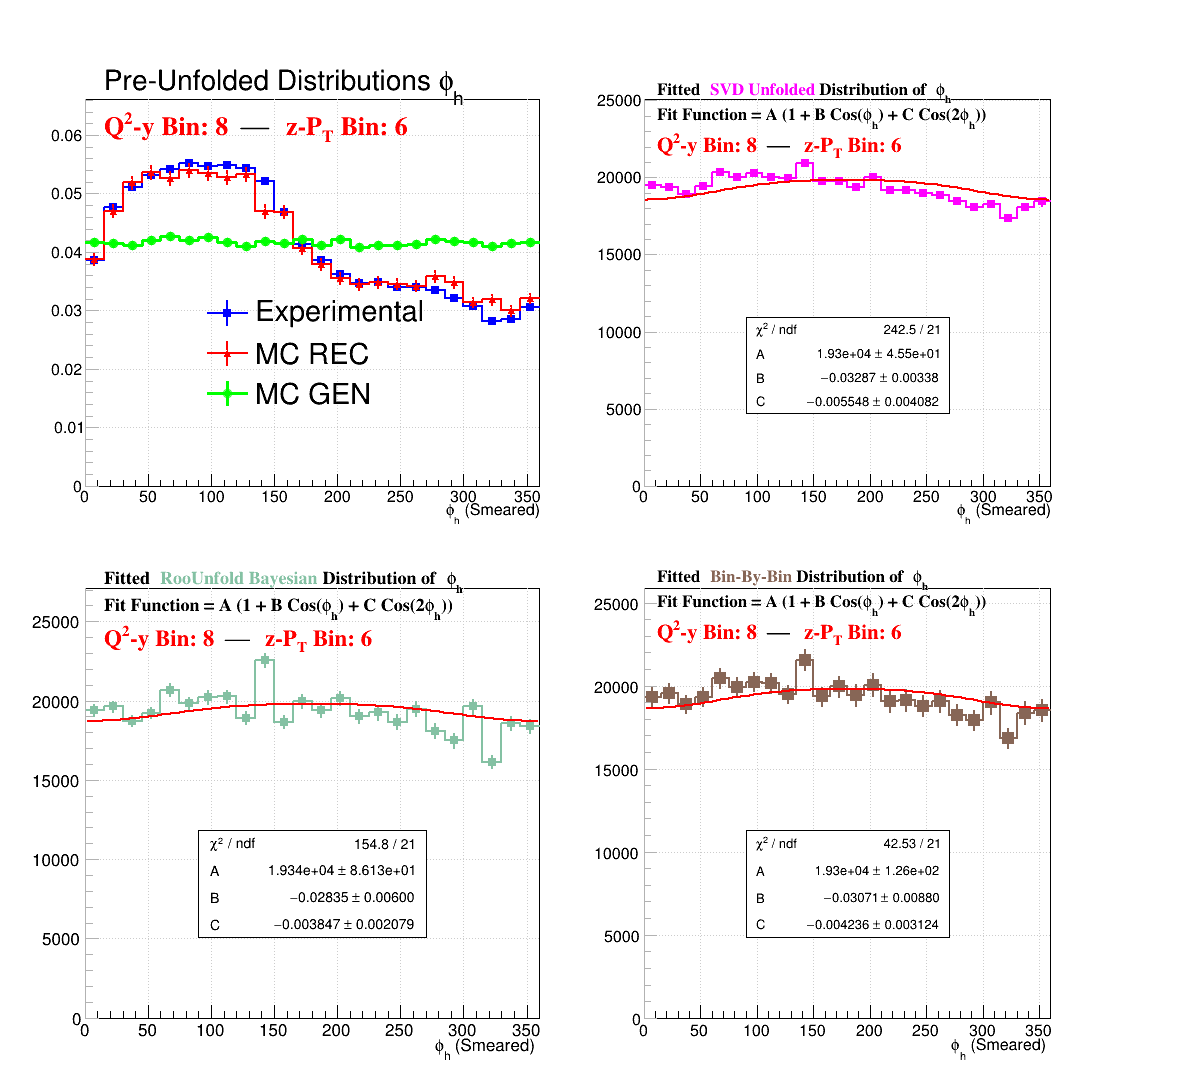 Pre-Unfolded Distributions ϕh
Q²-y Bin: 8 — z-PT Bin: 6
0.06
0.05
0.04
0.03
0.02
0.01
0
Experimental
MC REC
MC GEN
0 50 100 150 200 250 300 350
ϕh (Smeared)
Fitted SVD Unfolded Distribution of ϕh
Fit Function = A (1 + B Cos(ϕh) + C Cos(2ϕh))
Q²-y Bin: 8 — z-PT Bin: 6
25000
20000
15000
10000
5000
0
χ² / ndf 242.5 / 21
A 1.93e+04 ± 4.55e+01
B −0.03287 ± 0.00338
C −0.005548 ± 0.004082
0 50 100 150 200 250 300 350
ϕh (Smeared)
Fitted RooUnfold Bayesian Distribution of ϕh
Fit Function = A (1 + B Cos(ϕh) + C Cos(2ϕh))
Q²-y Bin: 8 — z-PT Bin: 6
25000
20000
15000
10000
5000
0
χ² / ndf 154.8 / 21
A 1.934e+04 ± 8.613e+01
B −0.02835 ± 0.00600
C −0.003847 ± 0.002079
0 50 100 150 200 250 300 350
ϕh (Smeared)
Fitted Bin-By-Bin Distribution of ϕh
Fit Function = A (1 + B Cos(ϕh) + C Cos(2ϕh))
Q²-y Bin: 8 — z-PT Bin: 6
25000
20000
15000
10000
5000
0
χ² / ndf 42.53 / 21
A 1.93e+04 ± 1.26e+02
B −0.03071 ± 0.00880
C −0.004236 ± 0.003124
0 50 100 150 200 250 300 350
ϕh (Smeared)